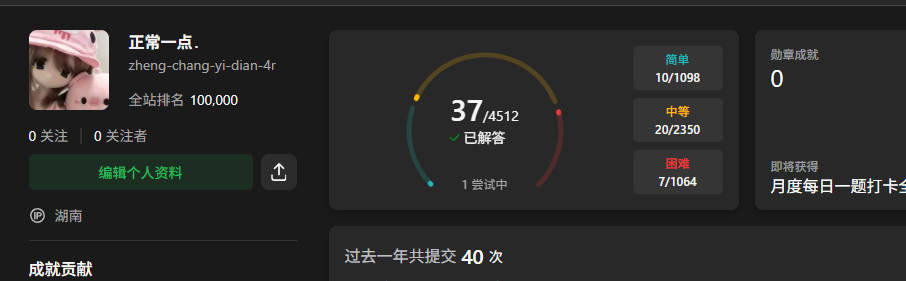 正常一点.
zheng-chang-yi-dian-4r
全站排名 100,000
0 关注 | 0 关注者
编辑个人资料
IP 湖南
成就贡献
37/4512
已解答
1 尝试中
简单
10/1098
中等
20/2350
困难
7/1064
勋章成就
0
即将获得
月度每日一题打卡
过去一年共提交 40 次